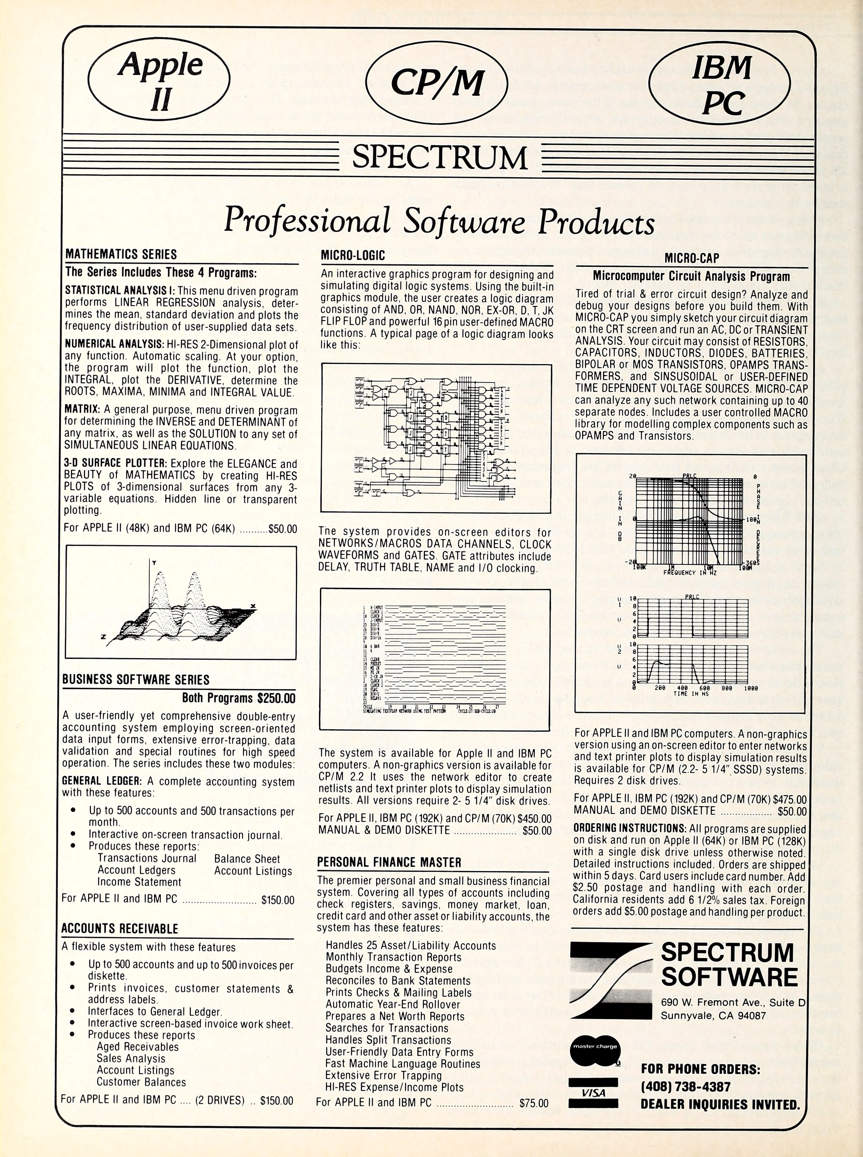 Apple
II
CP/M
IBM
PC
SPECTRUM
Professional Software Products
MATHEMATICS SERIES
The Series Includes These 4 Programs:
STATISTICAL ANALYSIS I: This menu driven program
performs LINEAR REGRESSION analysis, deter-
mines the mean, standard deviation and plots the
frequency distribution of user-supplied data sets.
NUMERICAL ANALYSIS: HI-RES 2-Dimensional plot of
any function. Automatic scaling. At your option,
the program will plot the function, plot the
INTEGRAL, plot the DERIVATIVE, determine the
ROOTS, MAXIMA, MINIMA and INTEGRAL VALUE.
MATRIX: A general purpose, menu driven program
for determining the INVERSE and DETERMINANT of
any matrix, as well as the SOLUTION to any set of
SIMULTANEOUS LINEAR EQUATIONS.
3-D SURFACE PLOTTER: Explore the ELEGANCE and
BEAUTY of MATHEMATICS by creating HI-RES
PLOTS of 3-dimensional surfaces from any 3-
variable equations. Hidden line or transparent
plotting.
For APPLE II (48K) and IBM PC (64K) ..........$50.00
Y
X
Z
BUSINESS SOFTWARE SERIES
Both Programs $250.00
A user-friendly yet comprehensive double-entry
accounting system employing screen-oriented
data input forms, extensive error-trapping, data
validation and special routines for high speed
operation. The series includes these two modules:
GENERAL LEDGER: A complete accounting system
with these features:
• Up to 500 accounts and 500 transactions per
month.
• Interactive on-screen transaction journal.
• Produces these reports:
Transactions Journal Balance Sheet
Account Ledgers Account Listings
Income Statement
For APPLE II and IBM PC .......................... $150.00
ACCOUNTS RECEIVABLE
A flexible system with these features
• Up to 500 accounts and up to 500 invoices per
diskette.
• Prints invoices, customer statements &
address labels.
• Interfaces to General Ledger.
• Interactive screen-based invoice work sheet.
• Produces these reports
Aged Receivables
Sales Analysis
Account Listings
Customer Balances
For APPLE II and IBM PC .... (2 DRIVES) .. $150.00
MICRO-LOGIC
An interactive graphics program for designing and
simulating digital logic systems. Using the built-in
graphics module, the user creates a logic diagram
consisting of AND, OR, NAND, NOR, EX-OR, D, T, JK
FLIP FLOP and powerful 16 pin user-defined MACRO
functions. A typical page of a logic diagram looks
like this:
The system provides on-screen editors for
NETWORKS/MACROS DATA CHANNELS, CLOCK
WAVEFORMS and GATES. GATE attributes include
DELAY, TRUTH TABLE, NAME and I/O clocking.
The system is available for Apple II and IBM PC
computers. A non-graphics version is available for
CP/M 2.2 It uses the network editor to create
netlists and text printer plots to display simulation
results. All versions require 2- 5 1/4" disk drives.
For APPLE II, IBM PC (192K) and CP/M (70K) $450.00
MANUAL & DEMO DISKETTE ..................... $50.00
PERSONAL FINANCE MASTER
The premier personal and small business financial
system. Covering all types of accounts including
check registers, savings, money market, loan,
credit card and other asset or liability accounts, the
system has these features:
Handles 25 Asset/Liability Accounts
Monthly Transaction Reports
Budgets Income & Expense
Reconciles to Bank Statements
Prints Checks & Mailing Labels
Automatic Year-End Rollover
Prepares a Net Worth Reports
Searches for Transactions
Handles Split Transactions
User-Friendly Data Entry Forms
Fast Machine Language Routines
Extensive Error Trapping
HI-RES Expense/Income Plots
For APPLE II and IBM PC .......................... $75.00
MICRO-CAP
Microcomputer Circuit Analysis Program
Tired of trial & error circuit design? Analyze and
debug your designs before you build them. With
MICRO-CAP you simply sketch your circuit diagram
on the CRT screen and run an AC, DC or TRANSIENT
ANALYSIS. Your circuit may consist of RESISTORS,
CAPACITORS, INDUCTORS, DIODES, BATTERIES,
BIPOLAR or MOS TRANSISTORS, OPAMPS TRANS-
FORMERS, and SINSUSOIDAL or USER-DEFINED
TIME DEPENDENT VOLTAGE SOURCES. MICRO-CAP
can analyze any such network containing up to 40
separate nodes. Includes a user controlled MACRO
library for modelling complex components such as
OPAMPS and Transistors.
PRLC
20
0
-20
GAIN IN DB
0
-180
-360
PHASE IN DEGREES
100K 1M 10M 100M
FREQUENCY IN HZ
PRLC
10
8
6
4
2
0
10
8
6
4
2
0
0 200 400 600 800 1000
TIME IN NS
For APPLE II and IBM PC computers. A non-graphics
version using an on-screen editor to enter networks
and text printer plots to display simulation results
is available for CP/M (2.2- 5 1/4" SSSD) systems.
Requires 2 disk drives.
For APPLE II, IBM PC (192K) and CP/M (70K) $475.00
MANUAL and DEMO DISKETTE ................... $50.00
ORDERING INSTRUCTIONS: All programs are supplied
on disk and run on Apple II (64K) or IBM PC (128K)
with a single disk drive unless otherwise noted.
Detailed instructions included. Orders are shipped
within 5 days. Card users include card number. Add
$2.50 postage and handling with each order.
California residents add 6 1/2% sales tax. Foreign
orders add $5.00 postage and handling per product.
SPECTRUM
SOFTWARE
690 W. Fremont Ave., Suite D
Sunnyvale, CA 94087
master charge
VISA
FOR PHONE ORDERS:
(408) 738-4387
DEALER INQUIRIES INVITED.